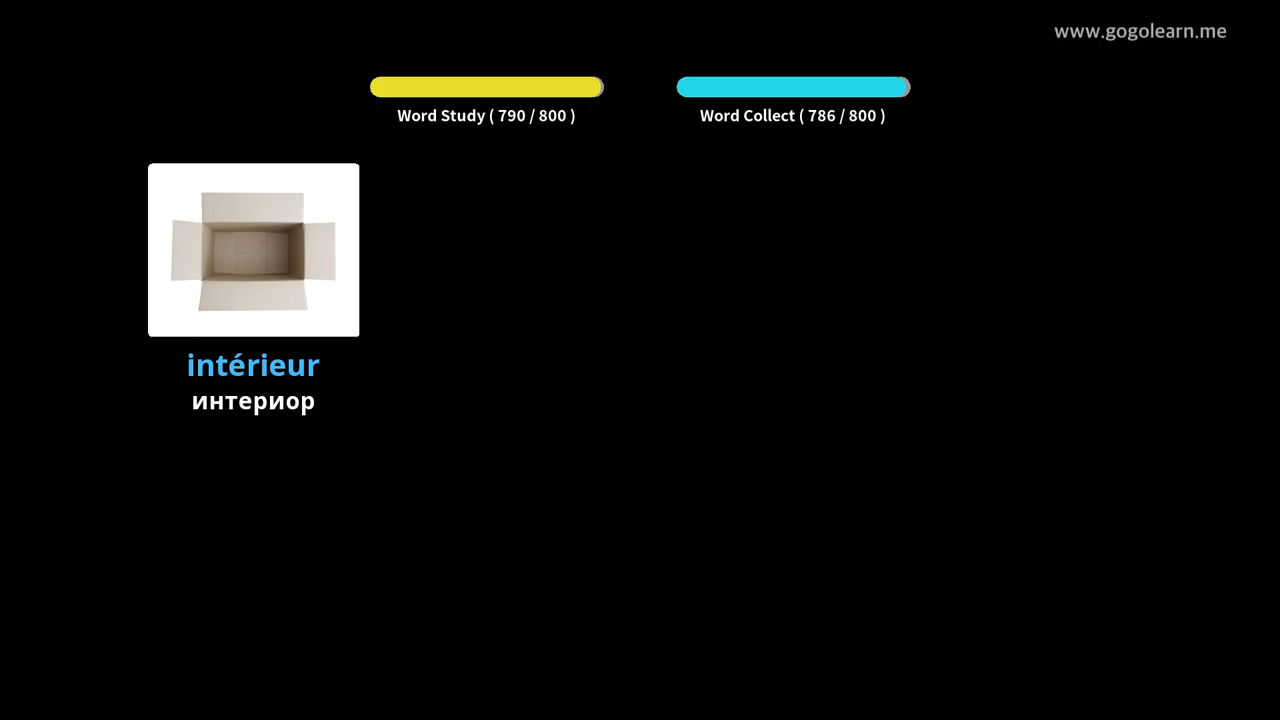 www.gogolearn.me
Word Study ( 790 / 800 )
Word Collect ( 786 / 800 )
intérieur
интериор